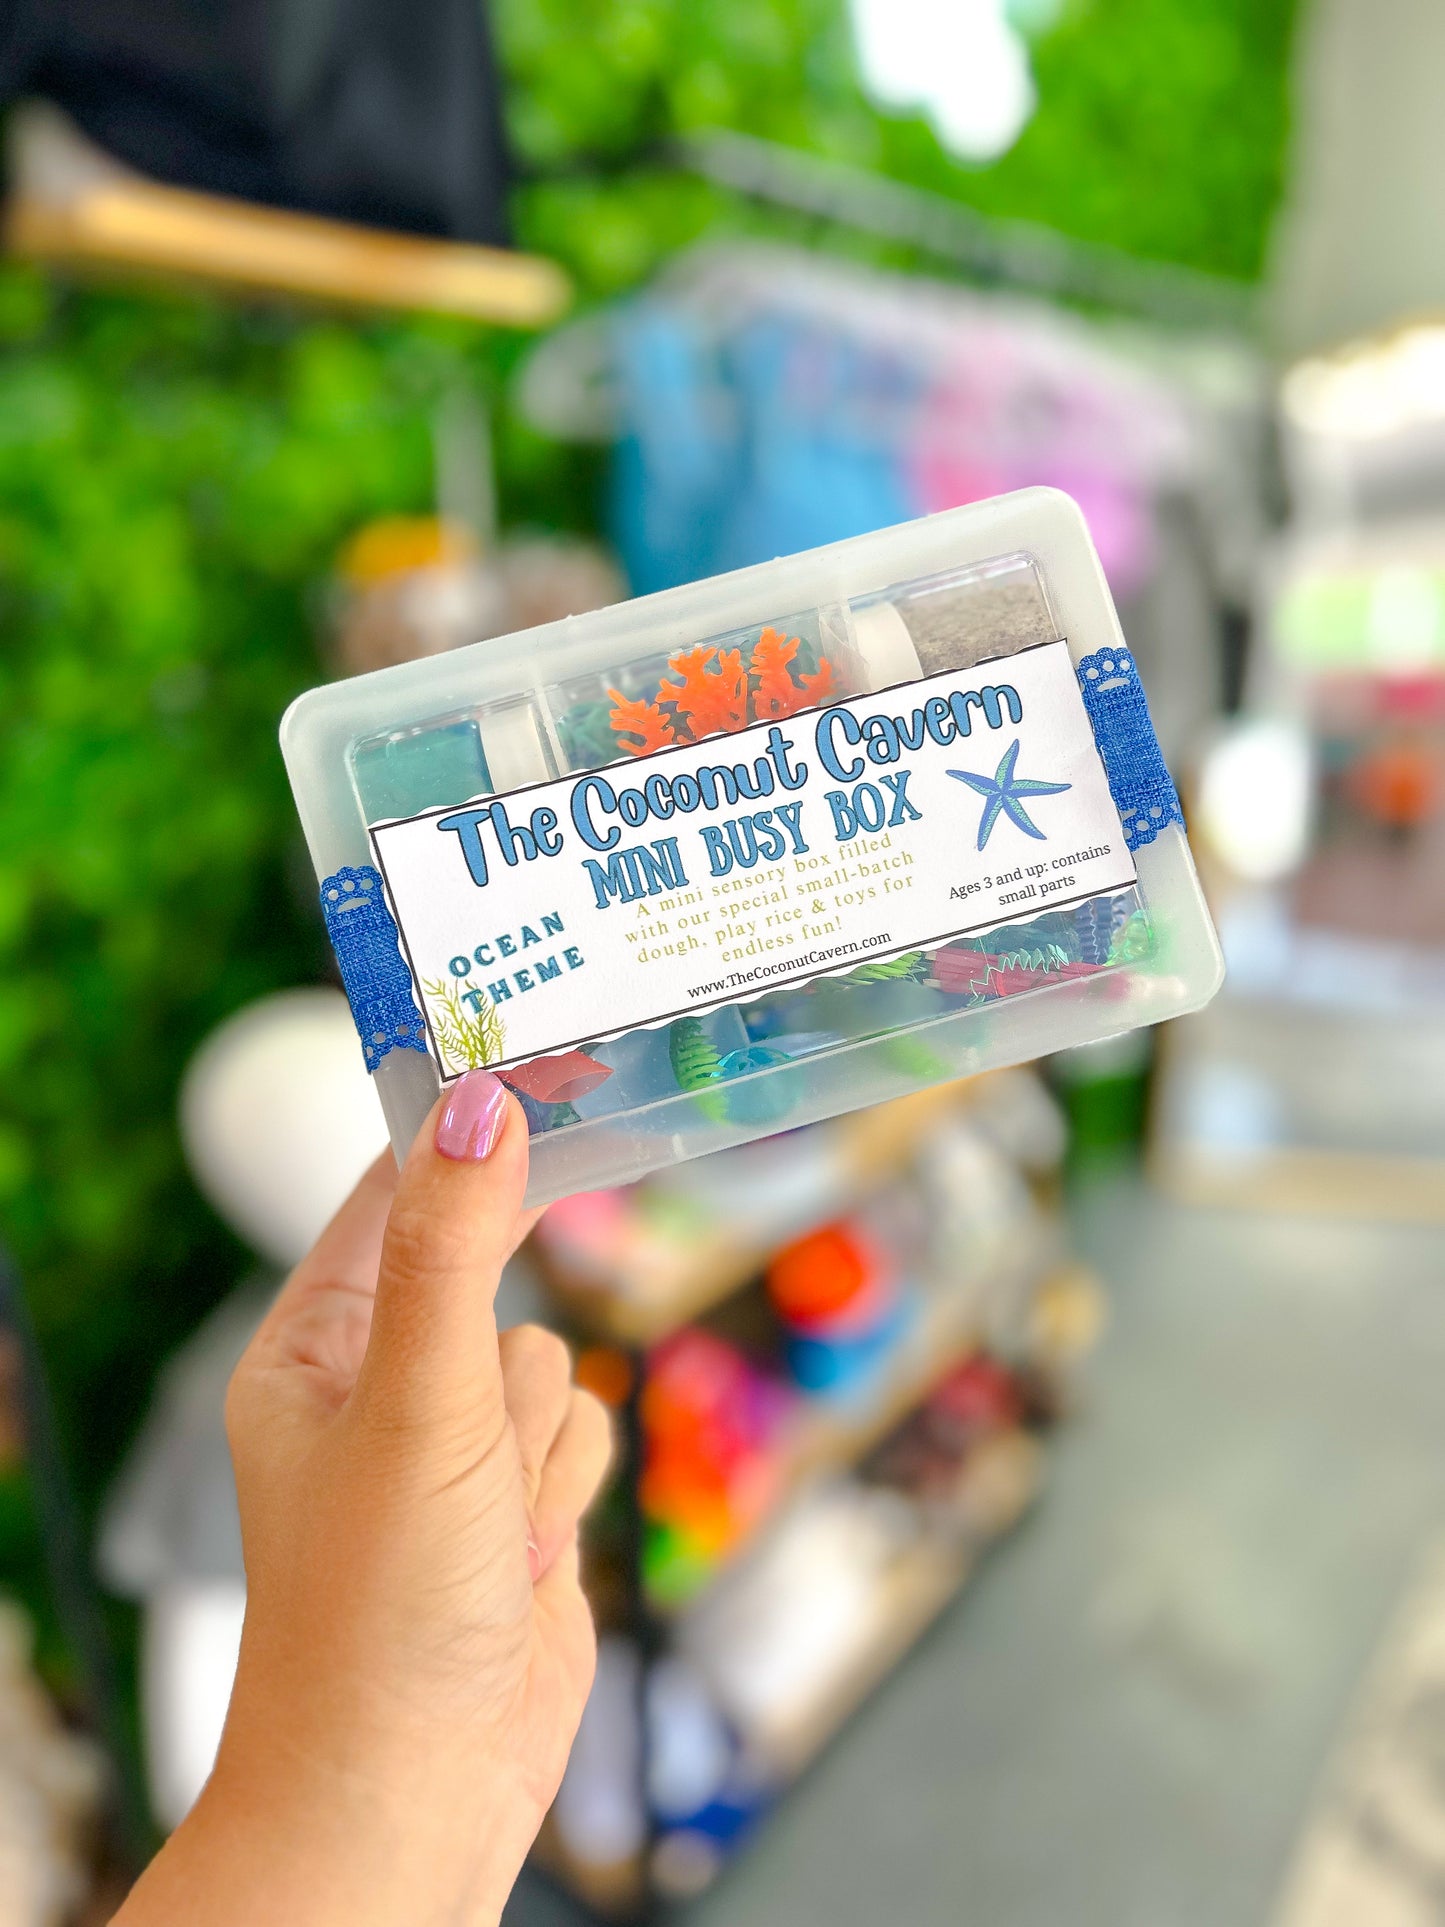 The Coconut Cavern
MINI BUSY BOX
A mini sensory box filled
with our special small-batch
dough, play rice & toys for
endless fun!
www.TheCoconutCavern.com
OCEAN
THEME
Ages 3 and up: contains
small parts